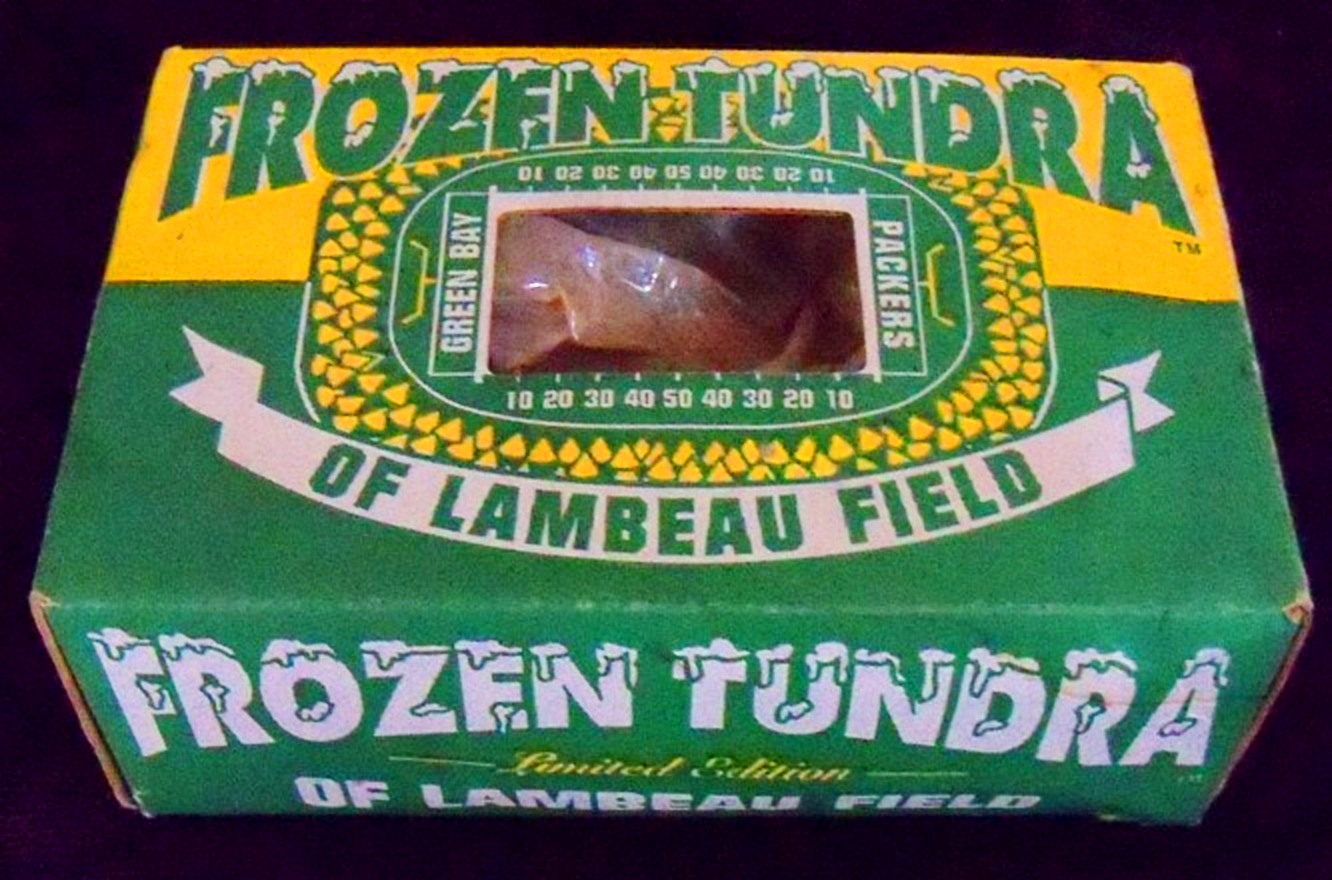 FROZEN TUNDRA
TM
10 20 30 40 50 40 30 20 10
GREEN BAY
PACKERS
10 20 30 40 50 40 30 20 10
OF LAMBEAU FIELD
FROZEN TUNDRA
Limited Edition
OF LAMBEAU FIELD